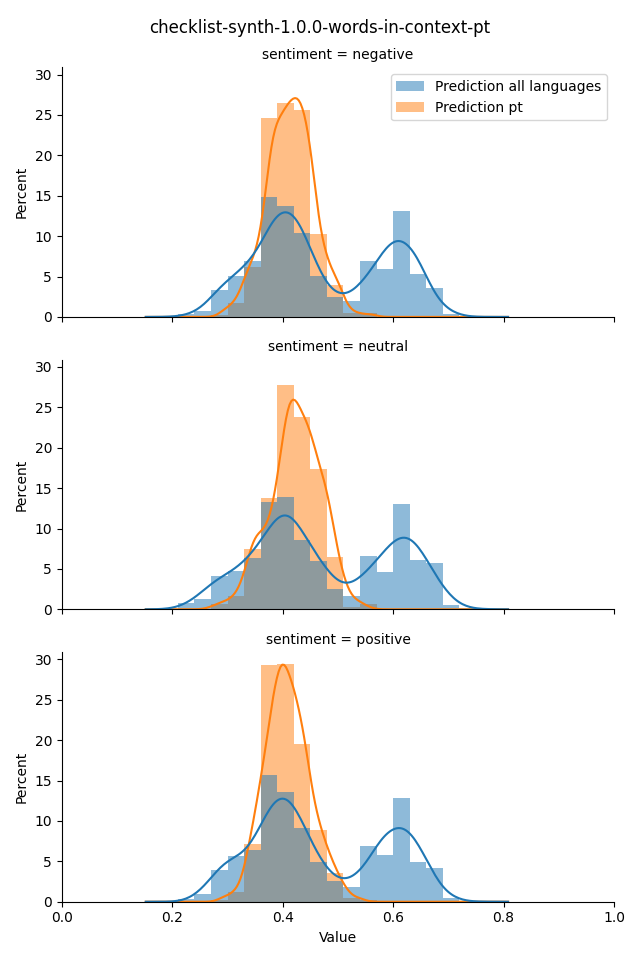 checklist-synth-1.0.0-words-in-context-pt
sentiment = negative
30
25
20
15
10
5
0
Percent
Prediction all languages
Prediction pt
sentiment = neutral
30
25
20
15
10
5
0
Percent
sentiment = positive
30
25
20
15
10
5
0
Percent
0.0 0.2 0.4 0.6 0.8 1.0
Value